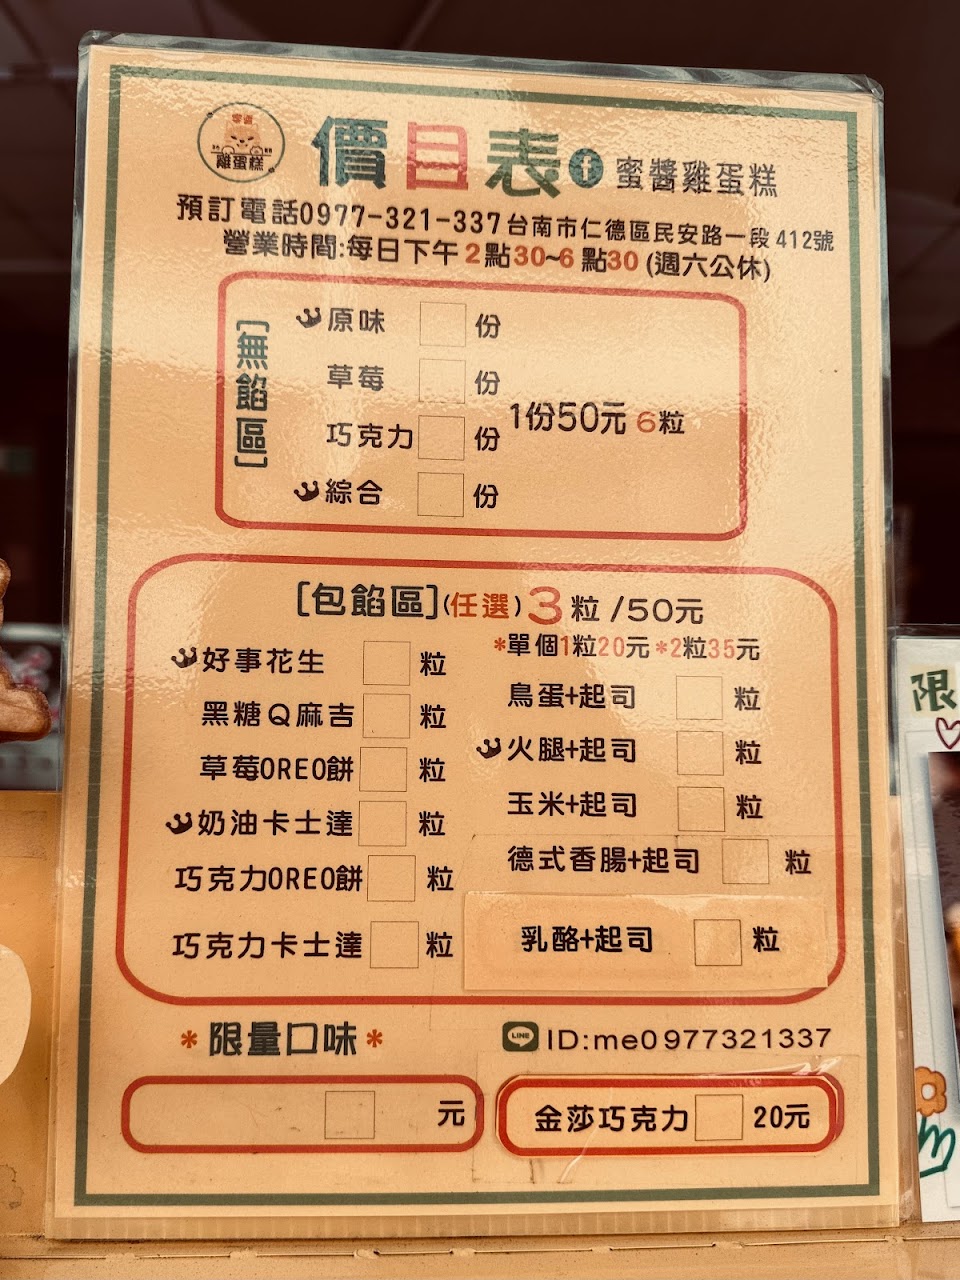 蜜醬
雞蛋糕
價目表 f 蜜醬雞蛋糕
預訂電話0977-321-337台南市仁德區民安路一段412號
營業時間:每日下午2點30~6點30(週六公休)
[無餡區]
原味 份
草莓 份
巧克力 份
綜合 份
1份50元 6粒
[包餡區](任選)3粒/50元
*單個1粒20元*2粒35元
好事花生 粒
黑糖Q麻吉 粒
草莓OREO餅 粒
奶油卡士達 粒
巧克力OREO餅 粒
巧克力卡士達 粒
鳥蛋+起司 粒
火腿+起司 粒
玉米+起司 粒
德式香腸+起司 粒
乳酪+起司 粒
*限量口味*
元
LINE ID:me0977321337
金莎巧克力 20元
限